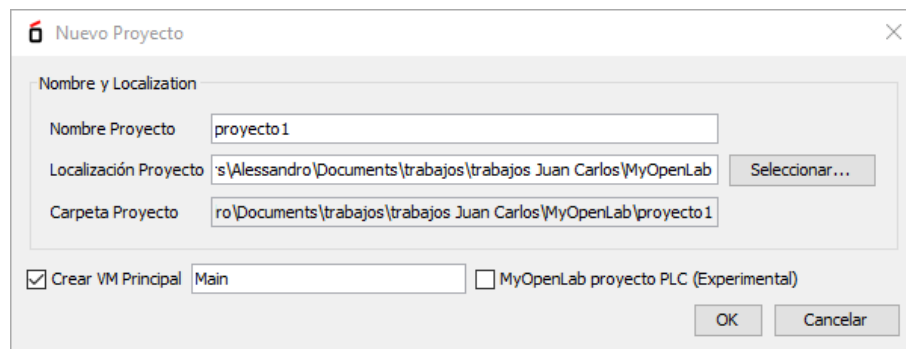 Nuevo Proyecto
Nombre y Localization
Nombre Proyecto proyecto1
Localización Proyecto s\Alessandro\Documents\trabajos\trabajos Juan Carlos\MyOpenLab Seleccionar...
Carpeta Proyecto ro\Documents\trabajos\trabajos Juan Carlos\MyOpenLab\proyecto1
Crear VM Principal Main MyOpenLab proyecto PLC (Experimental)
OK Cancelar